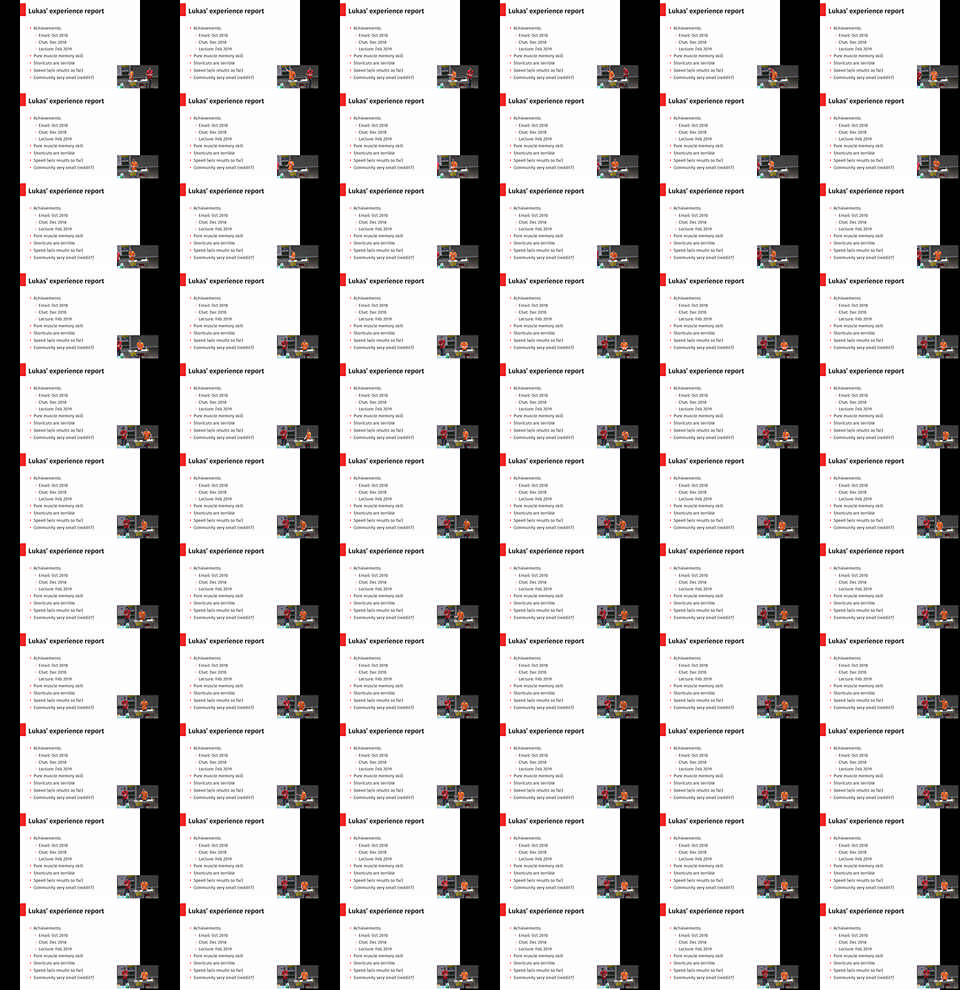 Lukas' experience report
Achievements:
Email: Oct 2018
Chat: Dec 2018
Lecture: Feb 2019
Pure muscle memory skill
Shortcuts are terrible
Speed results so far)
Community very small (reddit?)